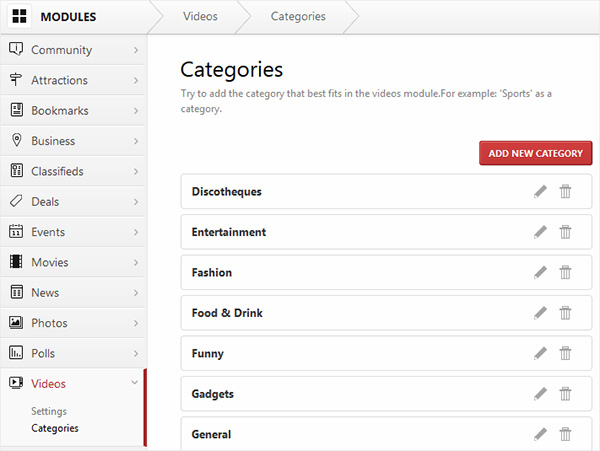 MODULES
Videos
Categories
Community
Attractions
Bookmarks
Business
Classifieds
Deals
Events
Movies
News
Photos
Polls
Videos
Settings
Categories
Categories
Try to add the category that best fits in the videos module.For example: 'Sports' as a
category.
ADD NEW CATEGORY
Discotheques
Entertainment
Fashion
Food & Drink
Funny
Gadgets
General